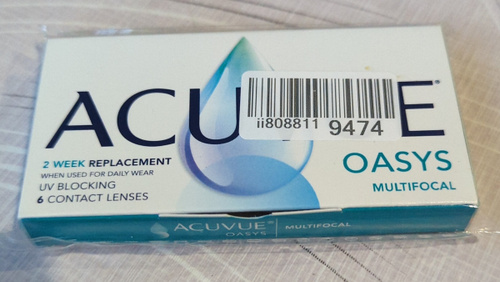 ACUVUE®
ii808811 9474
OASYS
MULTIFOCAL
2 WEEK REPLACEMENT
WHEN USED FOR DAILY WEAR
UV BLOCKING
6 CONTACT LENSES
ACUVUE®
OASYS
MULTIFOCAL